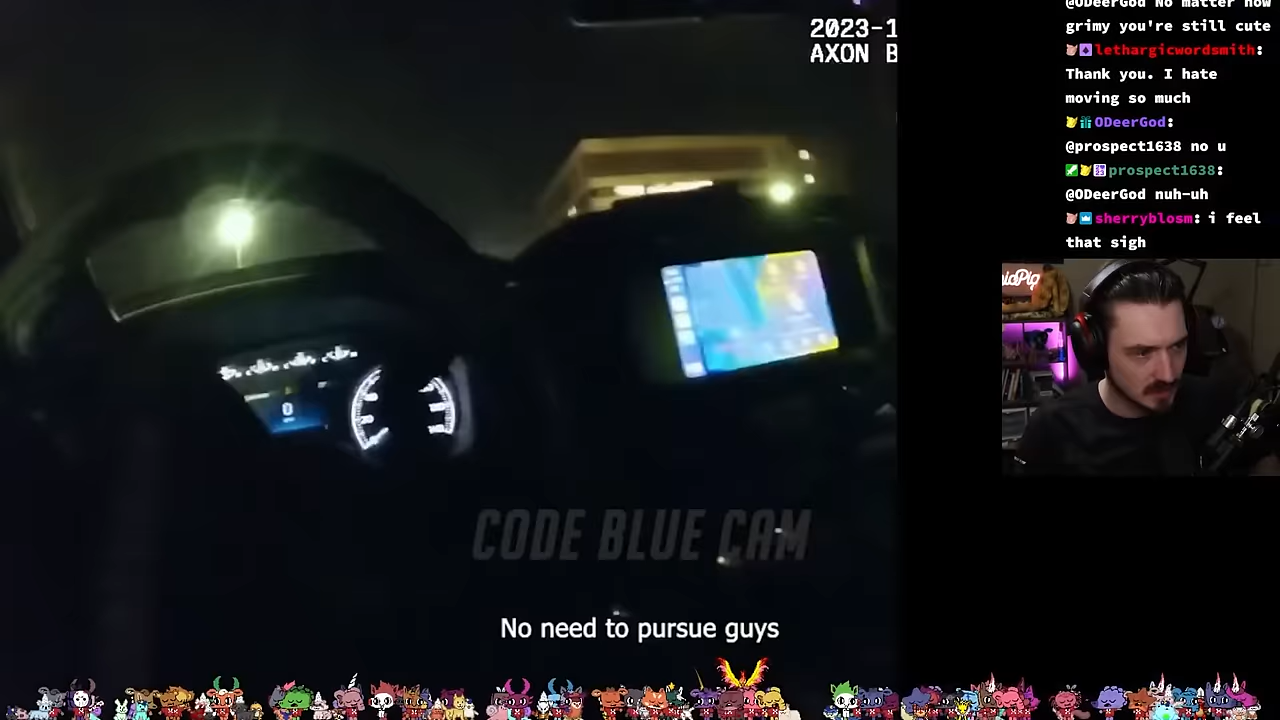 2023-1
AXON B
@ODeerGod No matter how
grimy you're still cute
lethargicwordsmith:
Thank you. I hate
moving so much
ODeerGod:
@prospect1638 no u
prospect1638:
@ODeerGod nuh-uh
sherryblosm: i feel
that sigh
0
CODE BLUE CAM
No need to pursue guys